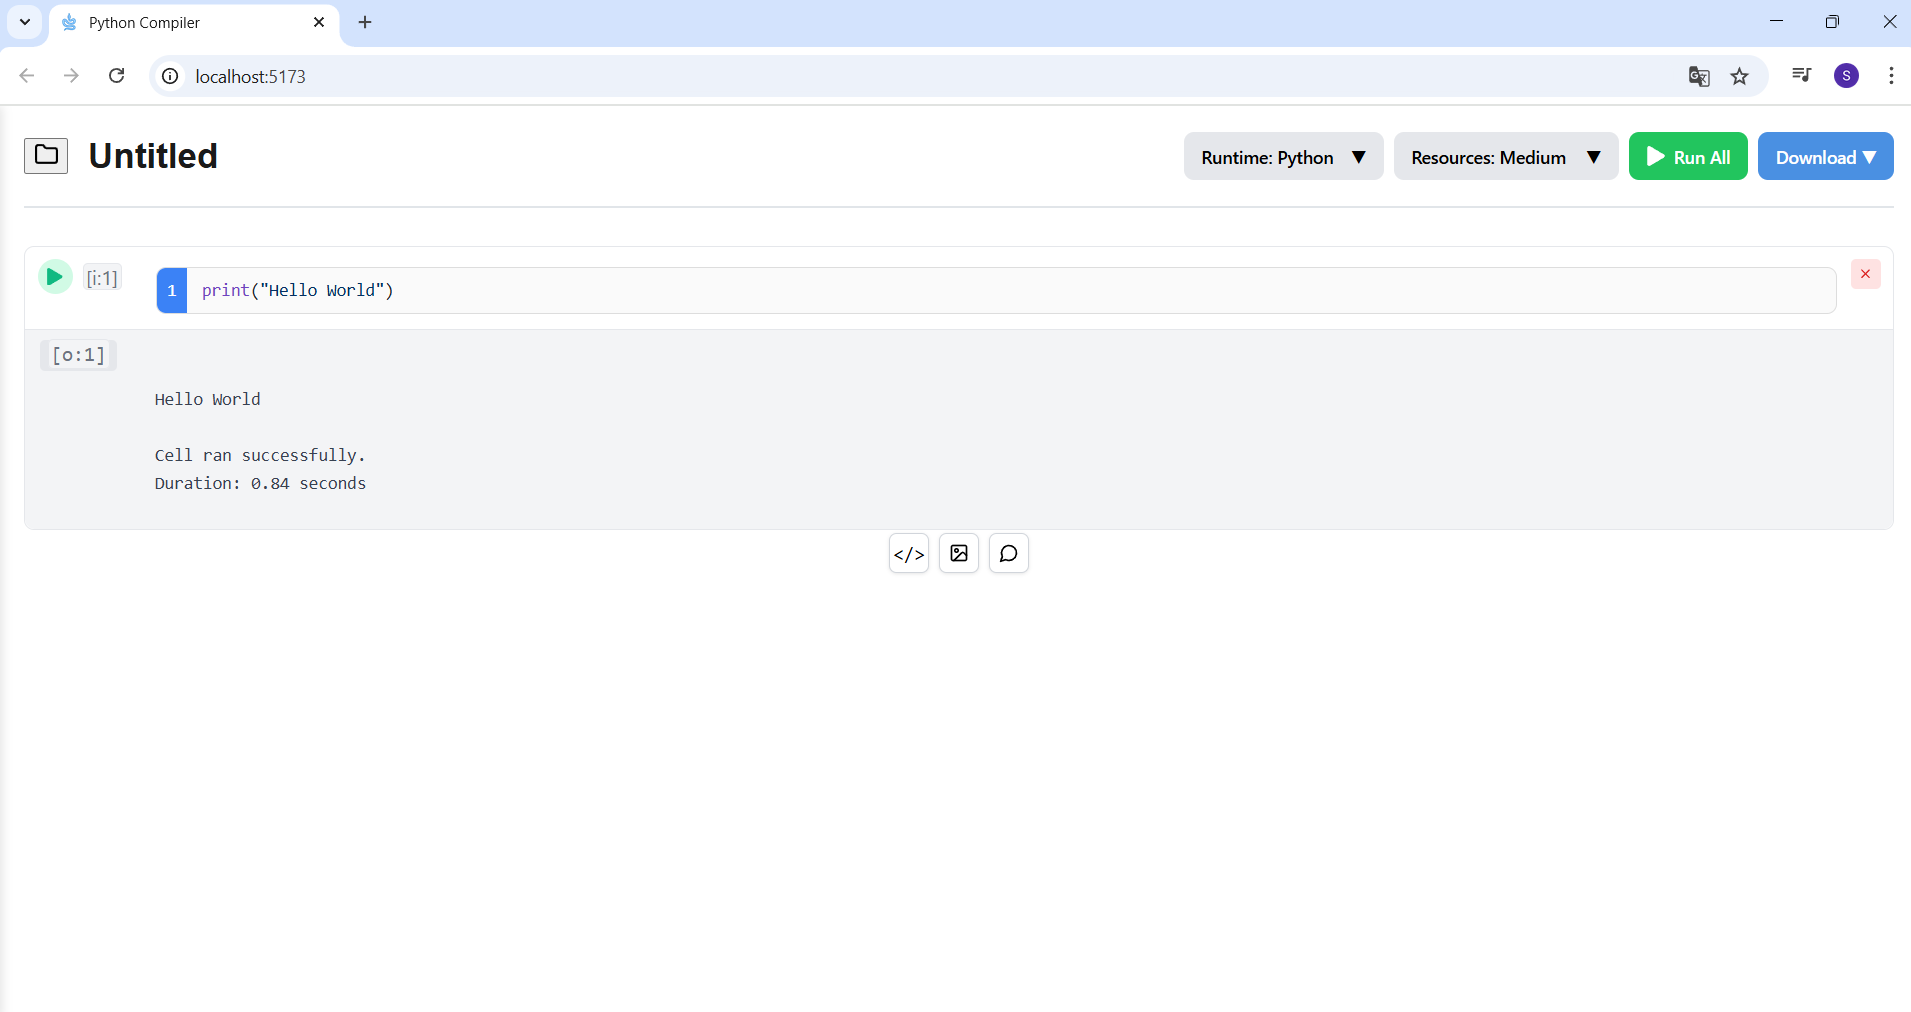 Python Compiler
localhost:5173
S
Untitled
Runtime: Python ▼
Resources: Medium ▼
Run All
Download ▼
[i:1]
1 print("Hello World")
[o:1]
Hello World
Cell ran successfully.
Duration: 0.84 seconds
</>